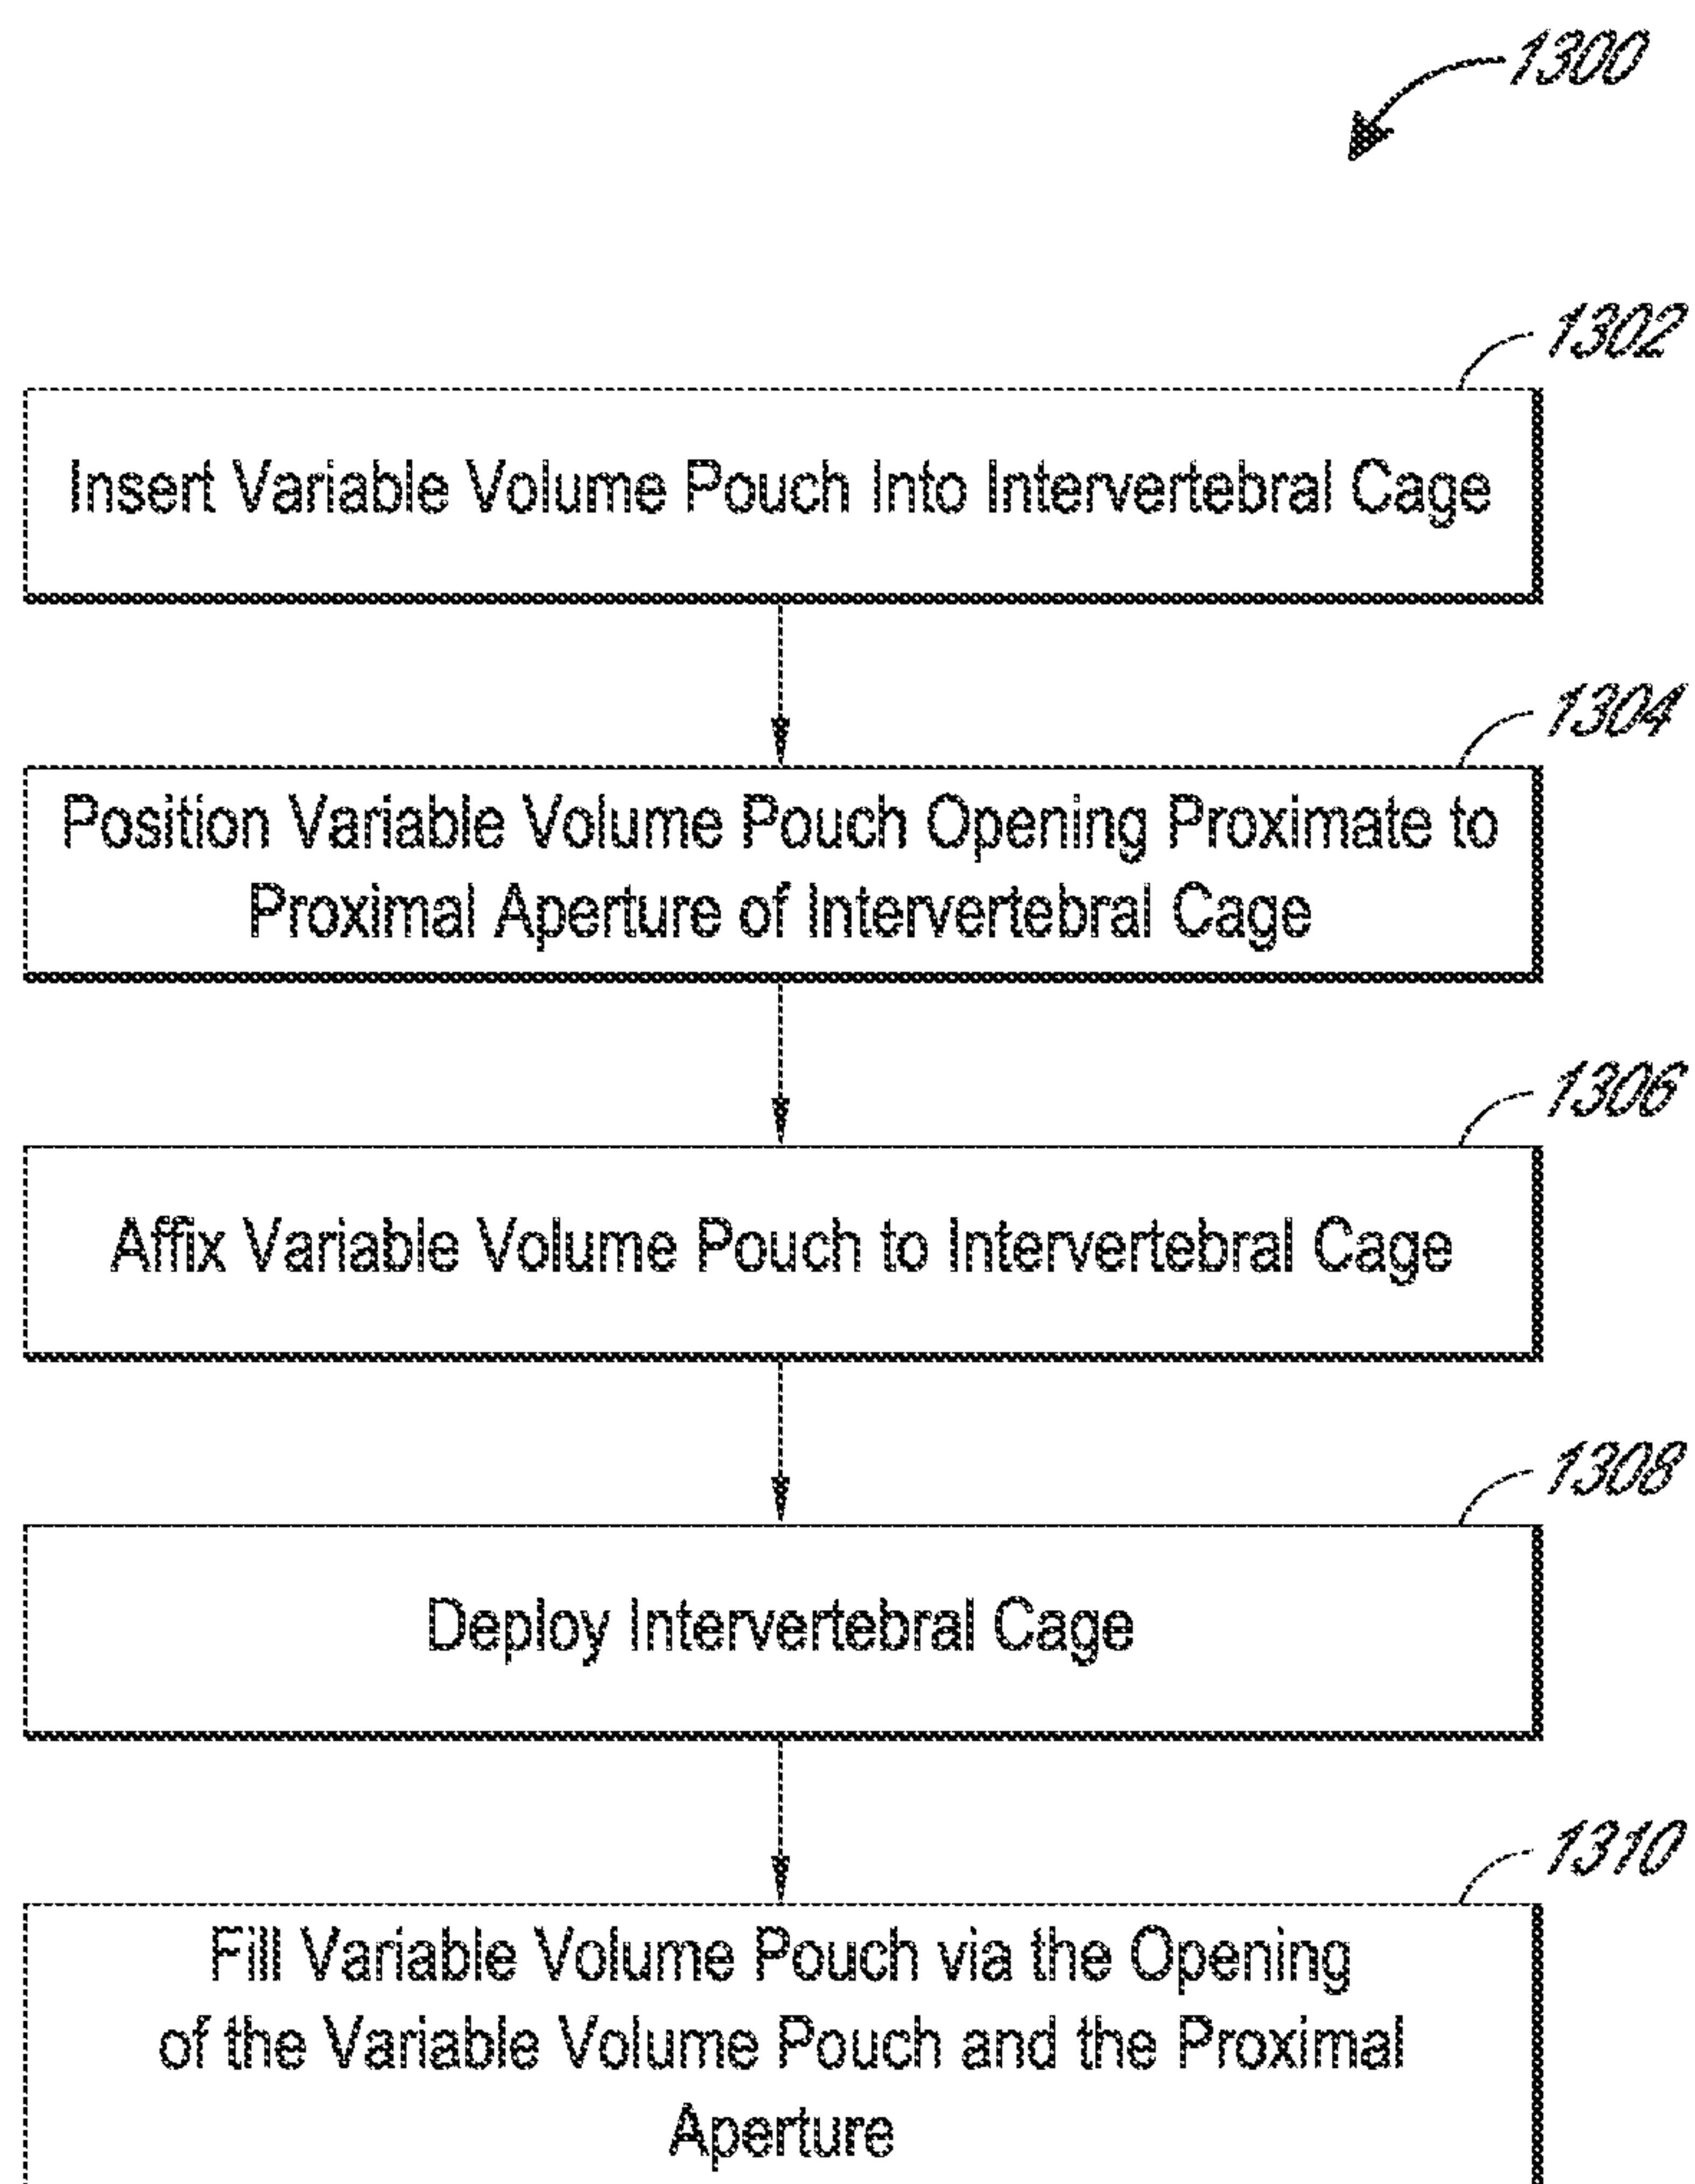 1300
1302
Insert Variable Volume Pouch Into Intervertebral Cage
1304
Position Variable Volume Pouch Opening Proximate to
Proximal Aperture of Intervertebral Cage
1306
Affix Variable Volume Pouch to Intervertebral Cage
1308
Deploy Intervertebral Cage
1310
Fill Variable Volume Pouch via the Opening
of the Variable Volume Pouch and the Proximal
Aperture